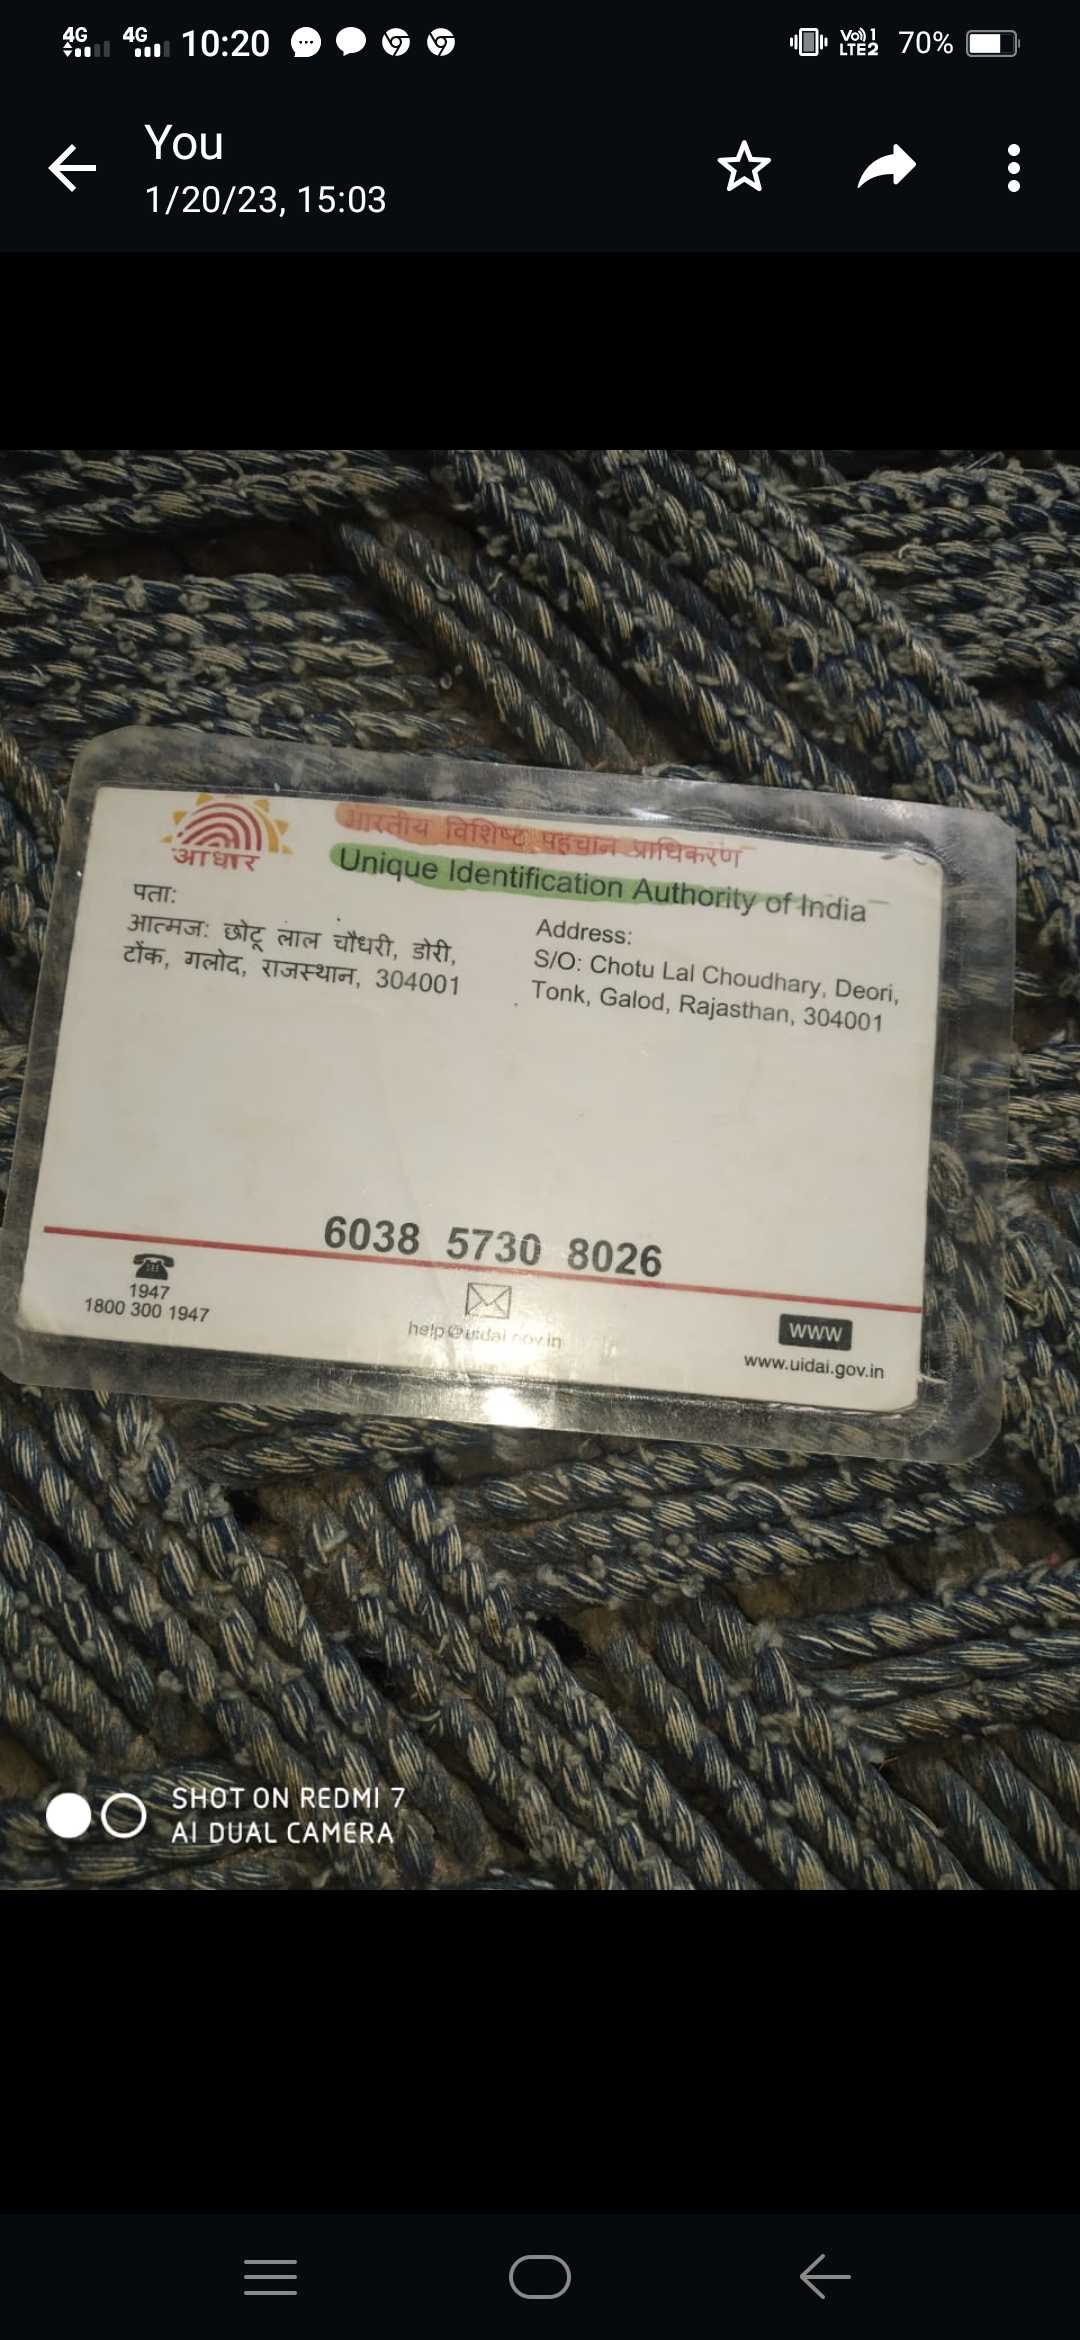 4G 4G 10:20 Vo) 1 LTE2 70%
You
1/20/23, 15:03
आधार
भारतीय विशिष्ट पहचान प्राधिकरण
Unique Identification Authority of India
पता:
आत्मज: छोटू लाल चौधरी, डोरी,
टोंक, गलोद, राजस्थान, 304001
Address:
S/O: Chotu Lal Choudhary, Deori,
Tonk, Galod, Rajasthan, 304001
6038 5730 8026
1947
1800 300 1947
help@uidai.gov.in
WWW
www.uidai.gov.in
SHOT ON REDMI 7
AI DUAL CAMERA